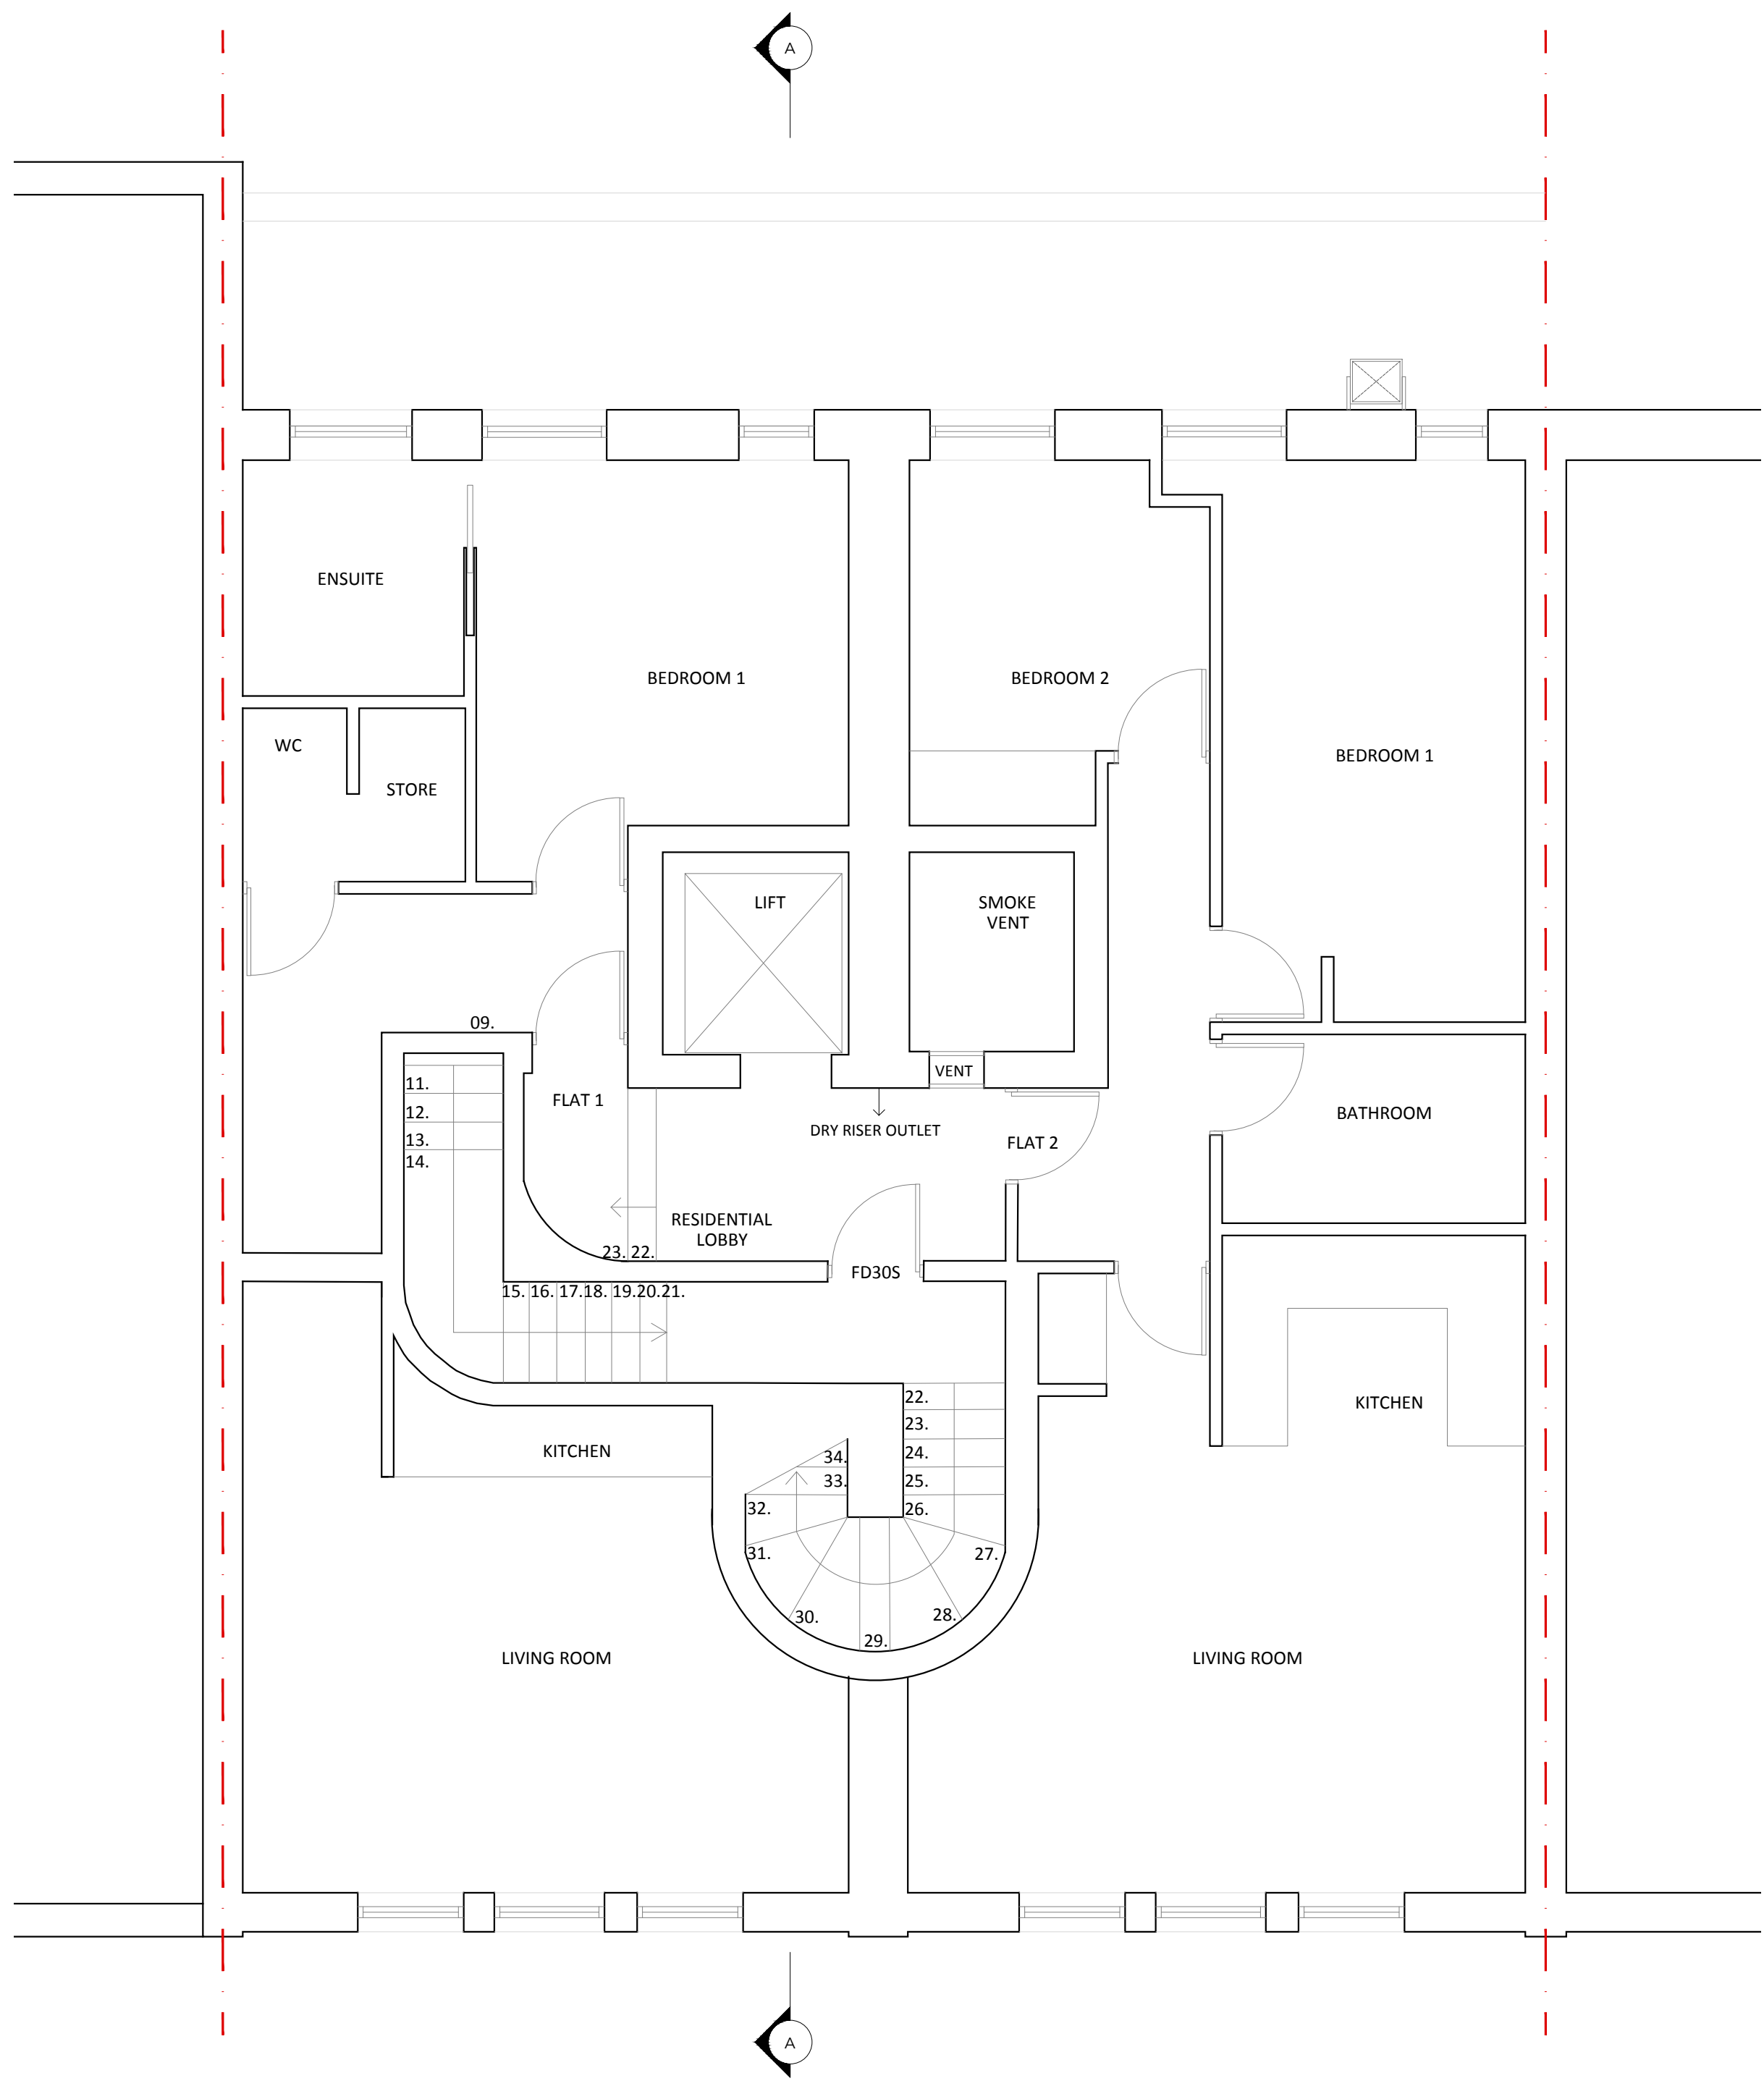 A
ENSUITE
BEDROOM 1
BEDROOM 2
WC
BEDROOM 1
STORE
LIFT
SMOKE
VENT
09.
VENT
11.
FLAT 1
12.
BATHROOM
DRY RISER OUTLET
13.
FLAT 2
14.
RESIDENTIAL
LOBBY
23. 22.
FD30S
15. 16. 17. 18. 19. 20. 21.
22.
KITCHEN
23.
KITCHEN
34.
24.
33.
25.
32.
26.
31.
27.
30.
28.
29.
LIVING ROOM
LIVING ROOM
A